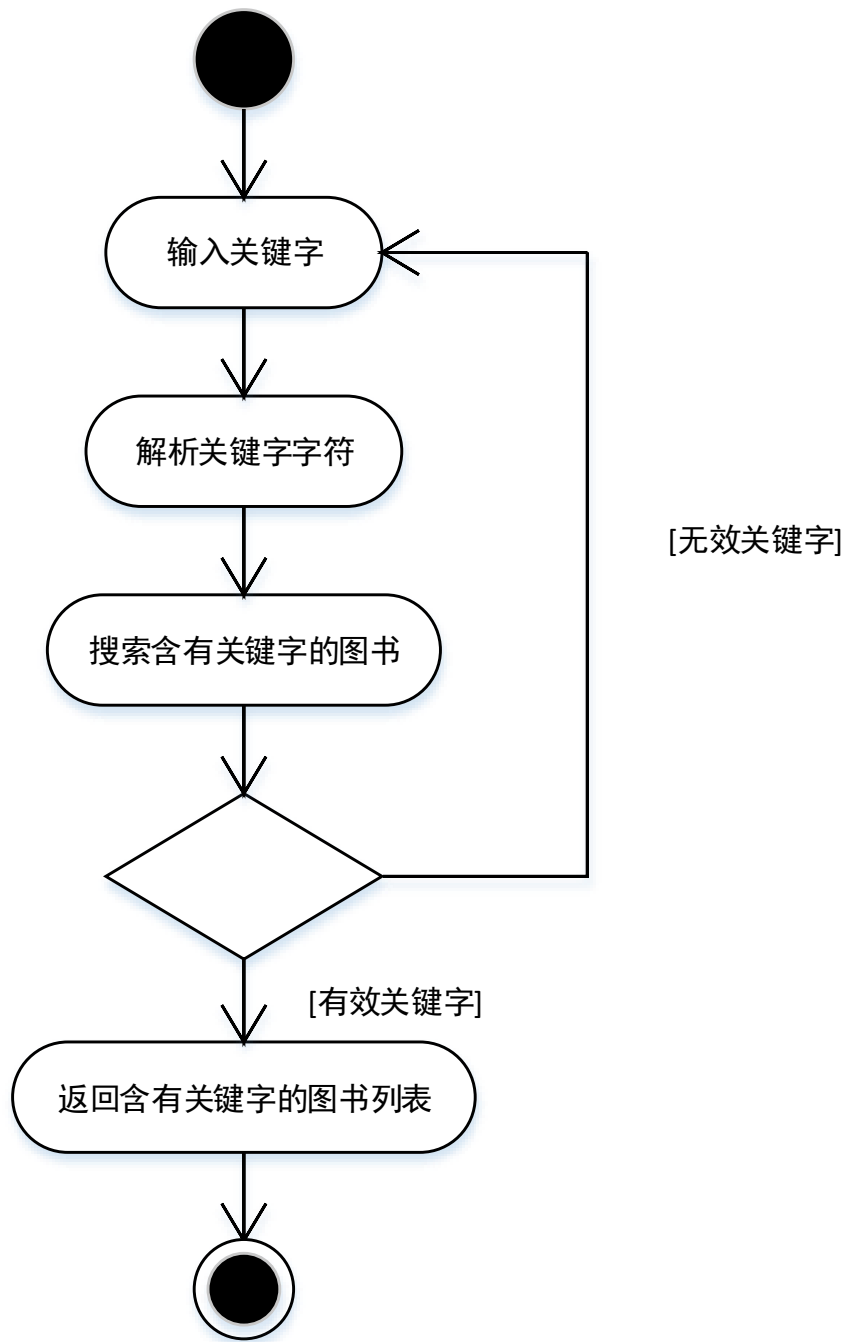 输入关键字
解析关键字字符
[无效关键字]
搜索含有关键字的图书
[有效关键字]
返回含有关键字的图书列表